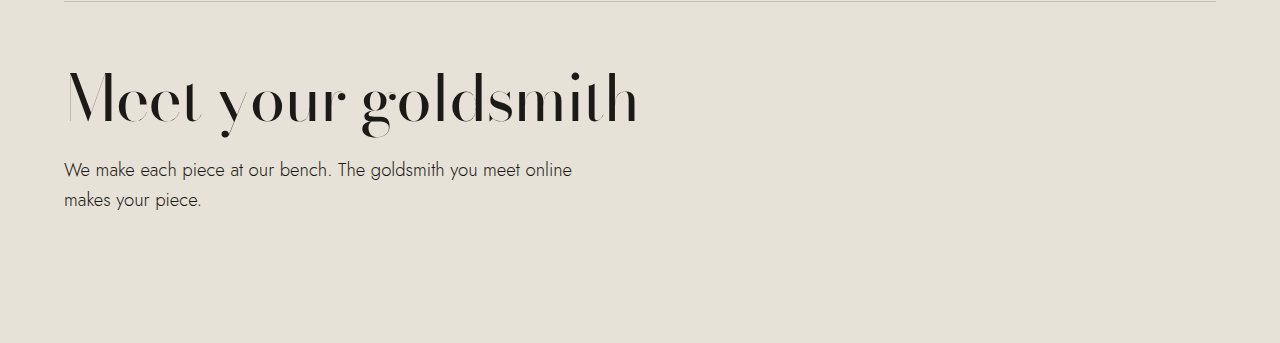 Meet your goldsmith
We make each piece at our bench. The goldsmith you meet online
makes your piece.